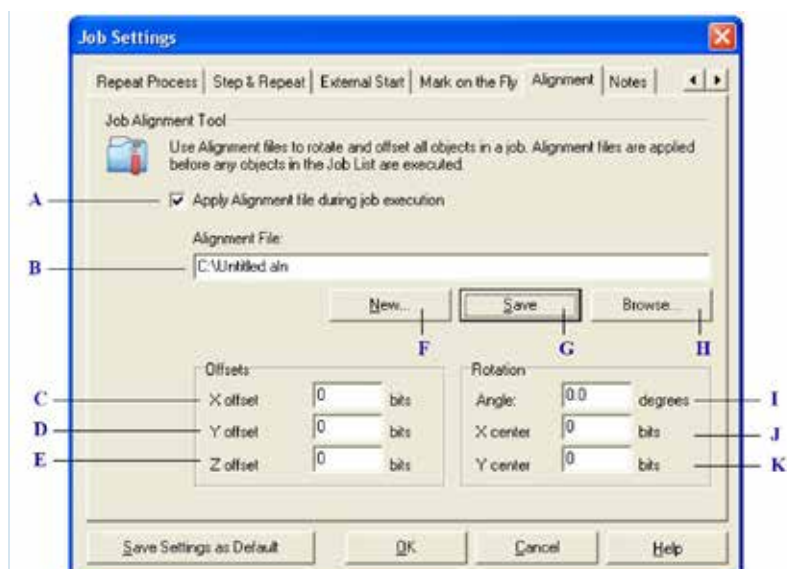 Job Settings
Repeat Process Step & Repeat External Start Mark on the Fly Alignment Notes
Job Alignment Tool
Use Alignment files to rotate and offset all objects in a job. Alignment files are applied
before any objects in the Job List are executed.
A Apply Alignment file during job execution
Alignment File:
B C:\Untitled.aln
New... Save Browse...
F G H
Offsets Rotation
C X offset 0 bits Angle: 0.0 degrees I
D Y offset 0 bits X center 0 bits J
E Z offset 0 bits Y center 0 bits K
Save Settings as Default OK Cancel Help